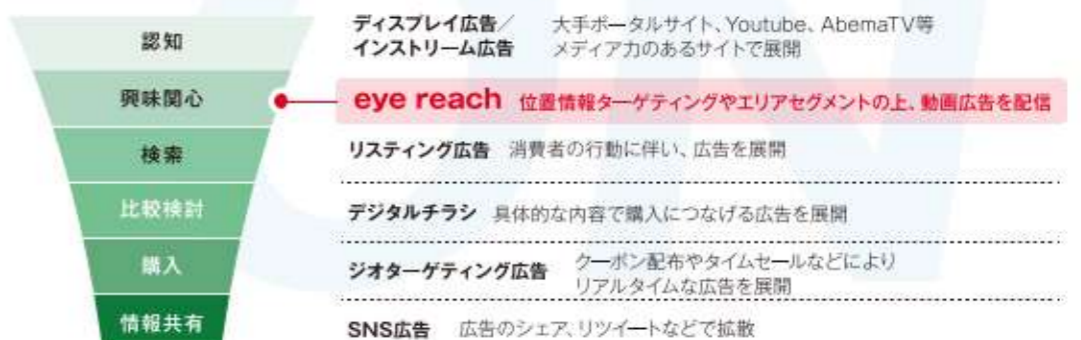 認知
ディスプレイ広告／
インストリーム広告
大手ポータルサイト、Youtube、AbemaTV等
メディア力のあるサイトで展開
興味関心
eye reach 位置情報ターゲティングやエリアセグメントの上、動画広告を配信
検索
リスティング広告 消費者の行動に伴い、広告を展開
比較検討
デジタルチラシ 具体的な内容で購入につなげる広告を展開
購入
ジオターゲティング広告
クーポン配布やタイムセールなどにより
リアルタイムな広告を展開
情報共有
SNS広告 広告のシェア、リツイートなどで拡散